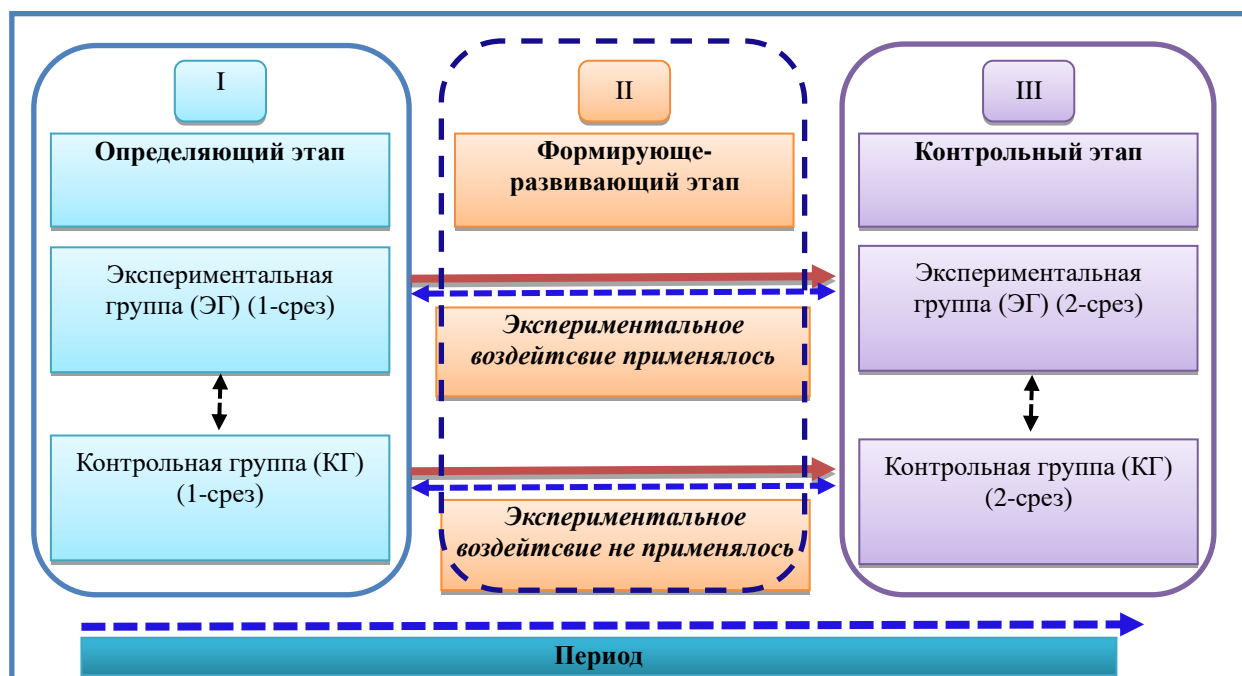 I
Определяющий этап
Экспериментальная
группа (ЭГ) (1-срез)
Контрольная группа (КГ)
(1-срез)
II
Формирующе-
развивающий этап
Экспериментальное
воздейтсвие применялось
Экспериментальное
воздейтсвие не применялось
III
Контрольный этап
Экспериментальная
группа (ЭГ) (2-срез)
Контрольная группа (КГ)
(2-срез)
Период